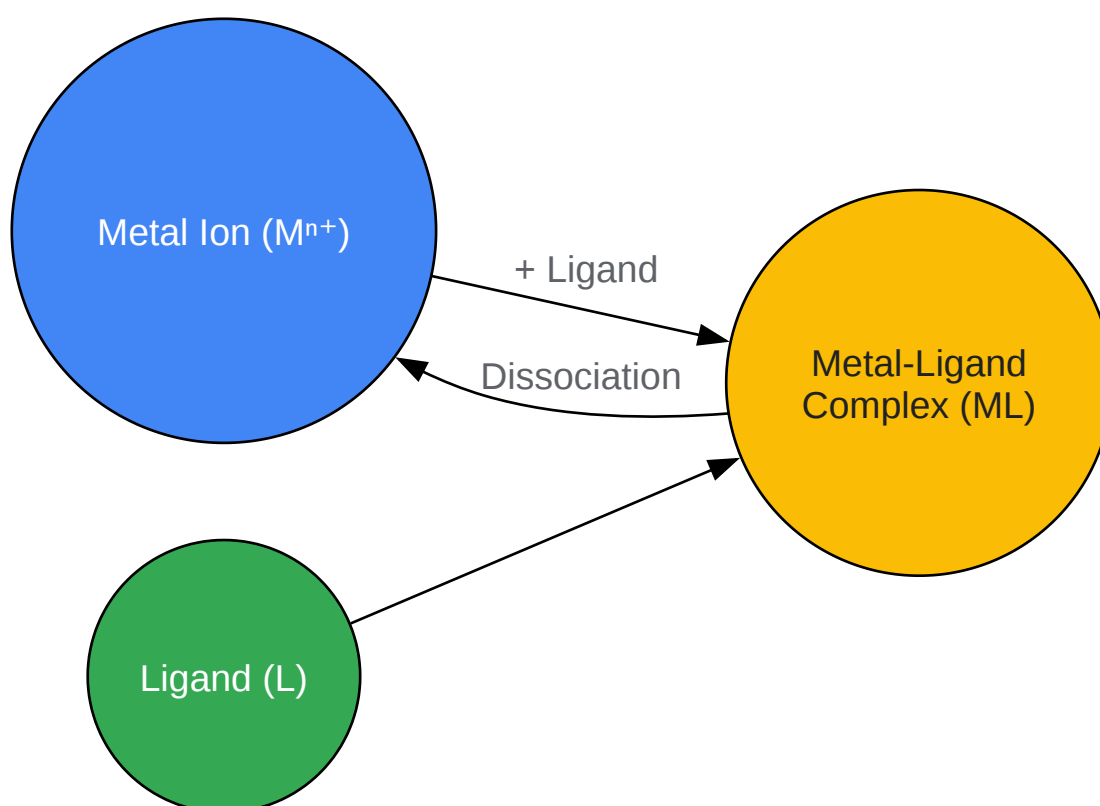 Metal Ion (Mⁿ⁺)
+ Ligand
Metal-Ligand
Complex (ML)
Dissociation
Ligand (L)